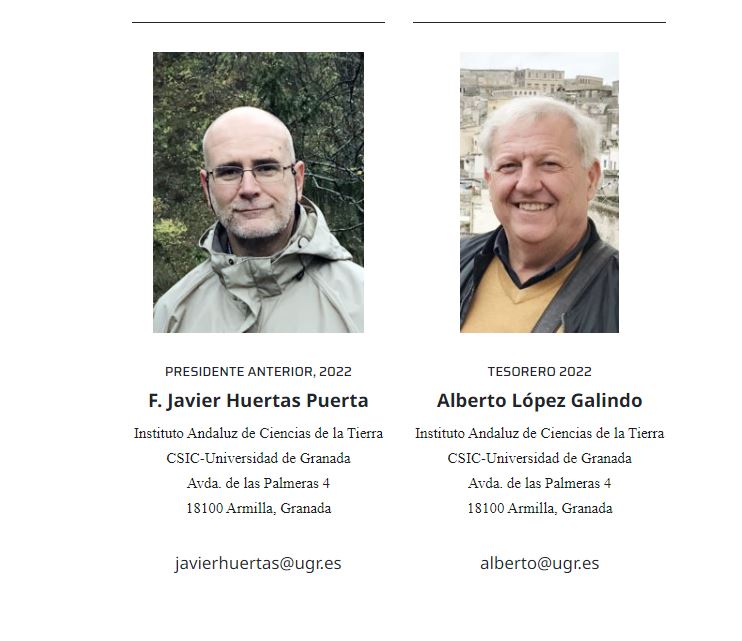 PRESIDENTE ANTERIOR, 2022
F. Javier Huertas Puerta
Instituto Andaluz de Ciencias de la Tierra
CSIC-Universidad de Granada
Avda. de las Palmeras 4
18100 Armilla, Granada
javierhuertas@ugr.es
TESORERO 2022
Alberto López Galindo
Instituto Andaluz de Ciencias de la Tierra
CSIC-Universidad de Granada
Avda. de las Palmeras 4
18100 Armilla, Granada
alberto@ugr.es